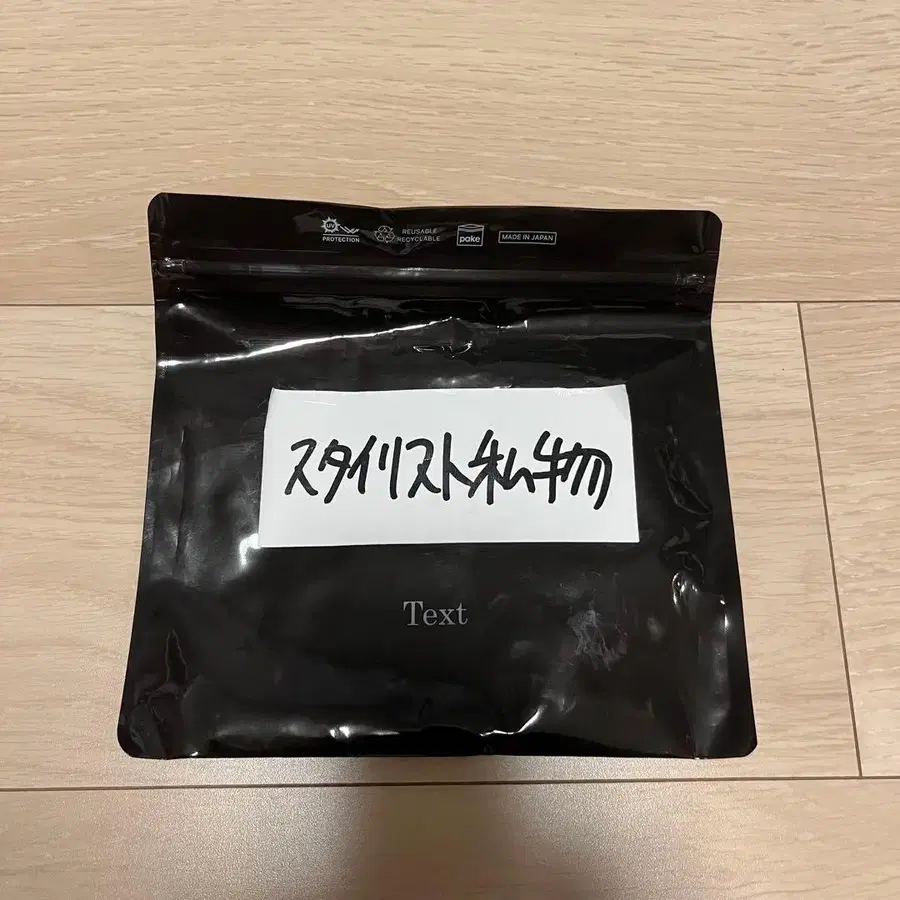 UV
PROTECTION
REUSABLE
RECYCLABLE
pake
MADE IN JAPAN
スタイリスト私物
Text